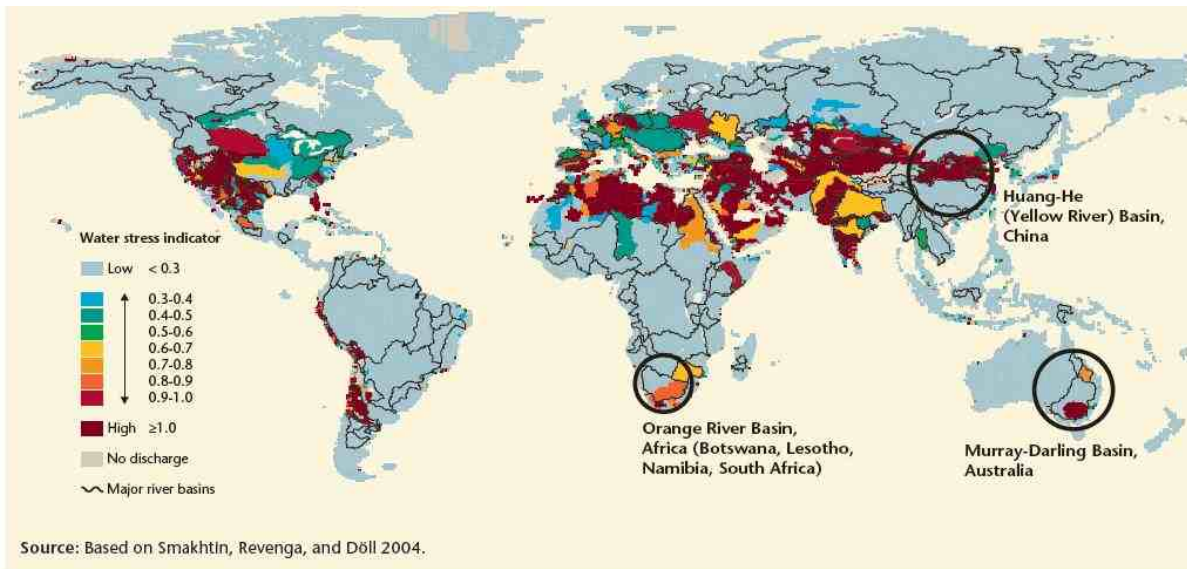 Huang-He
(Yellow River) Basin,
China
Water stress indicator
Low < 0.3
0.3-0.4
0.4-0.5
0.5-0.6
0.6-0.7
0.7-0.8
0.8-0.9
0.9-1.0
High ≥1.0
No discharge
Major river basins
Orange River Basin,
Africa (Botswana, Lesotho,
Namibia, South Africa)
Murray-Darling Basin,
Australia
Source: Based on Smakhtin, Revenga, and Döll 2004.